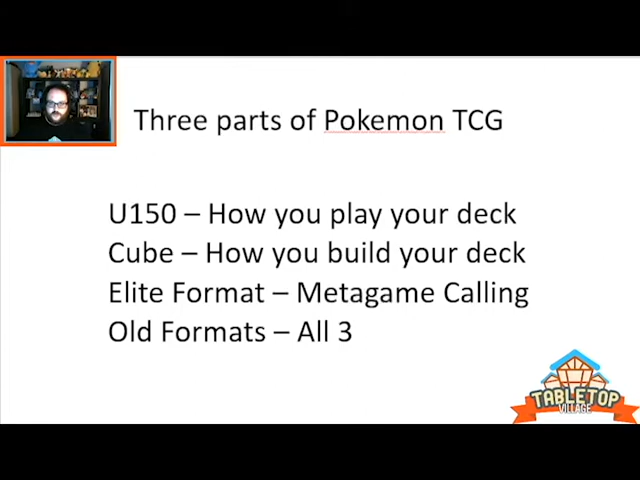 Three parts of Pokemon TCG
U150 – How you play your deck
Cube – How you build your deck
Elite Format – Metagame Calling
Old Formats – All 3
TABLETOP
VILLAGE